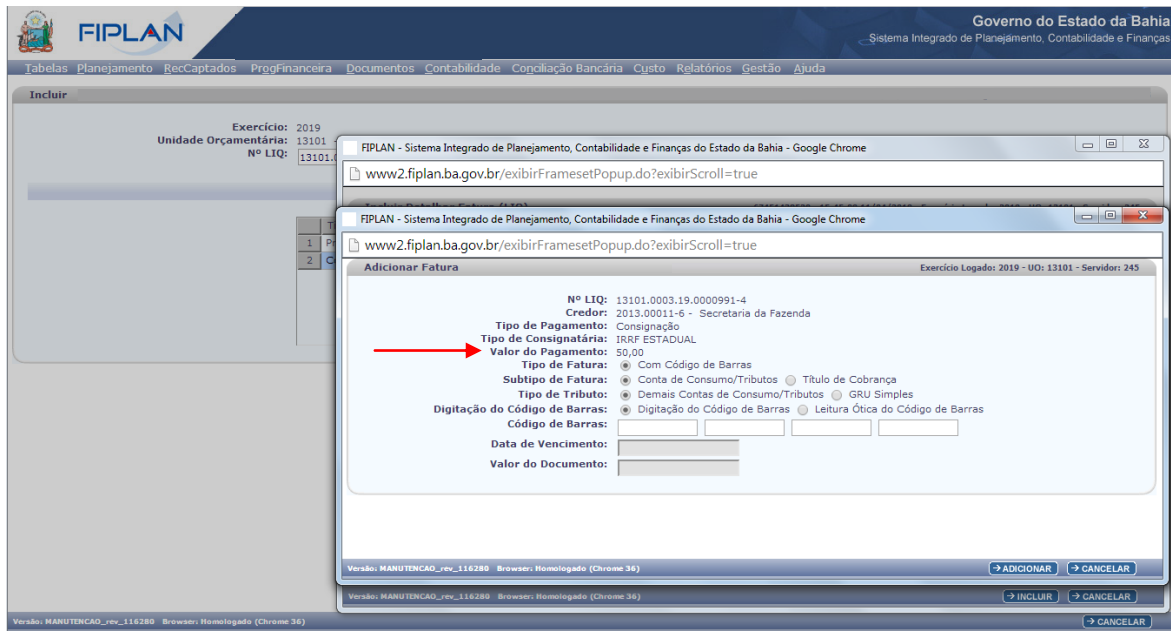 FIPLAN
Governo do Estado da Bahia
Sistema Integrado de Planejamento, Contabilidade e Finanças
Tabelas Planejamento RecCaptados ProgFinanceira Documentos Contabilidade Conciliação Bancária Custo Relatórios Gestão Ajuda
Incluir
Exercício: 2019
Unidade Orçamentária: 13101
Nº LIQ: 13101.
1
2
FIPLAN - Sistema Integrado de Planejamento, Contabilidade e Finanças do Estado da Bahia - Google Chrome
www2.fiplan.ba.gov.br/exibirFramesetPopup.do?exibirScroll=true
FIPLAN - Sistema Integrado de Planejamento, Contabilidade e Finanças do Estado da Bahia - Google Chrome
www2.fiplan.ba.gov.br/exibirFramesetPopup.do?exibirScroll=true
Adicionar Fatura Exercício Logado: 2019 - UO: 13101 - Servidor: 245
Nº LIQ: 13101.0003.19.0000991-4
Credor: 2013.00011-6 - Secretaria da Fazenda
Tipo de Pagamento: Consignação
Tipo de Consignatária: IRRF ESTADUAL
Valor do Pagamento: 50,00
Tipo de Fatura: Com Código de Barras
Subtipo de Fatura: Conta de Consumo/Tributos Título de Cobrança
Tipo de Tributo: Demais Contas de Consumo/Tributos GRU Simples
Digitação do Código de Barras: Digitação do Código de Barras Leitura Ótica do Código de Barras
Código de Barras:
Data de Vencimento:
Valor do Documento:
Versão: MANUTENCAO_rev_116280 Browser: Homologado (Chrome 36) ADICIONAR CANCELAR
Versão: MANUTENCAO_rev_116280 Browser: Homologado (Chrome 36) INCLUIR CANCELAR
Versão: MANUTENCAO_rev_116280 Browser: Homologado (Chrome 36) CANCELAR